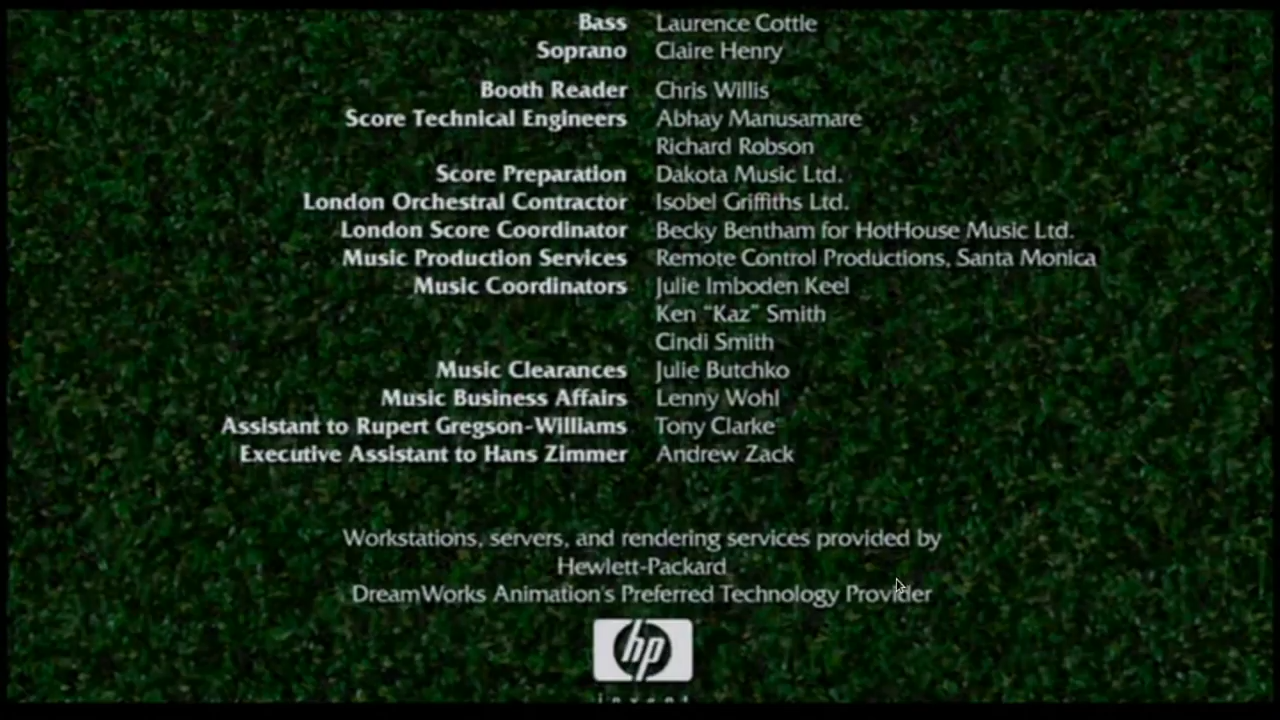 Bass Laurence Cottle
Soprano Claire Henry
Booth Reader Chris Willis
Score Technical Engineers Abhay Manusamare
Richard Robson
Score Preparation Dakota Music Ltd.
London Orchestral Contractor Isobel Griffiths Ltd.
London Score Coordinator Becky Bentham for HotHouse Music Ltd.
Music Production Services Remote Control Productions, Santa Monica
Music Coordinators Julie Imboden Keel
Ken “Kaz” Smith
Cindi Smith
Music Clearances Julie Butchko
Music Business Affairs Lenny Wohl
Assistant to Rupert Gregson-Williams Tony Clarke
Executive Assistant to Hans Zimmer Andrew Zack
Workstations, servers, and rendering services provided by
Hewlett-Packard
DreamWorks Animation's Preferred Technology Provider
hp